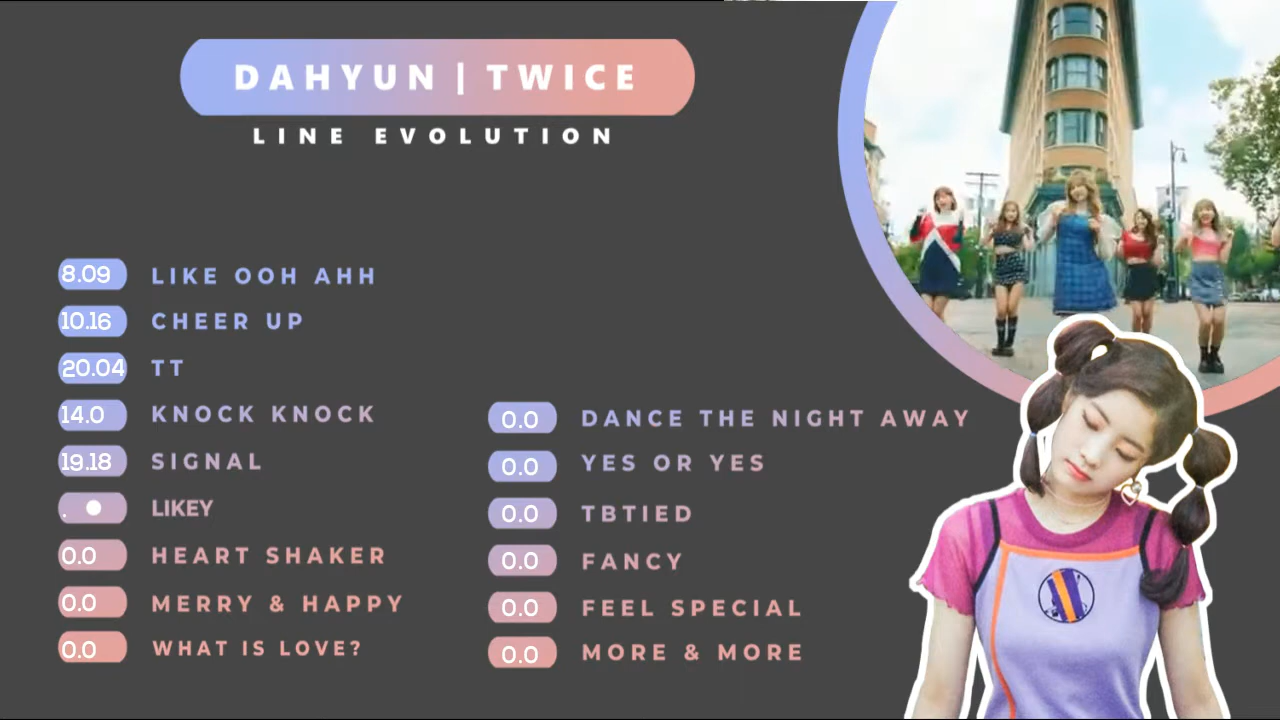 DAHYUN | TWICE
LINE EVOLUTION
8.09 LIKE OOH AHH
10.16 CHEER UP
20.04 TT
14.0 KNOCK KNOCK
19.18 SIGNAL
. LIKEY
0.0 HEART SHAKER
0.0 MERRY & HAPPY
0.0 WHAT IS LOVE?
0.0 DANCE THE NIGHT AWAY
0.0 YES OR YES
0.0 TBTIED
0.0 FANCY
0.0 FEEL SPECIAL
0.0 MORE & MORE